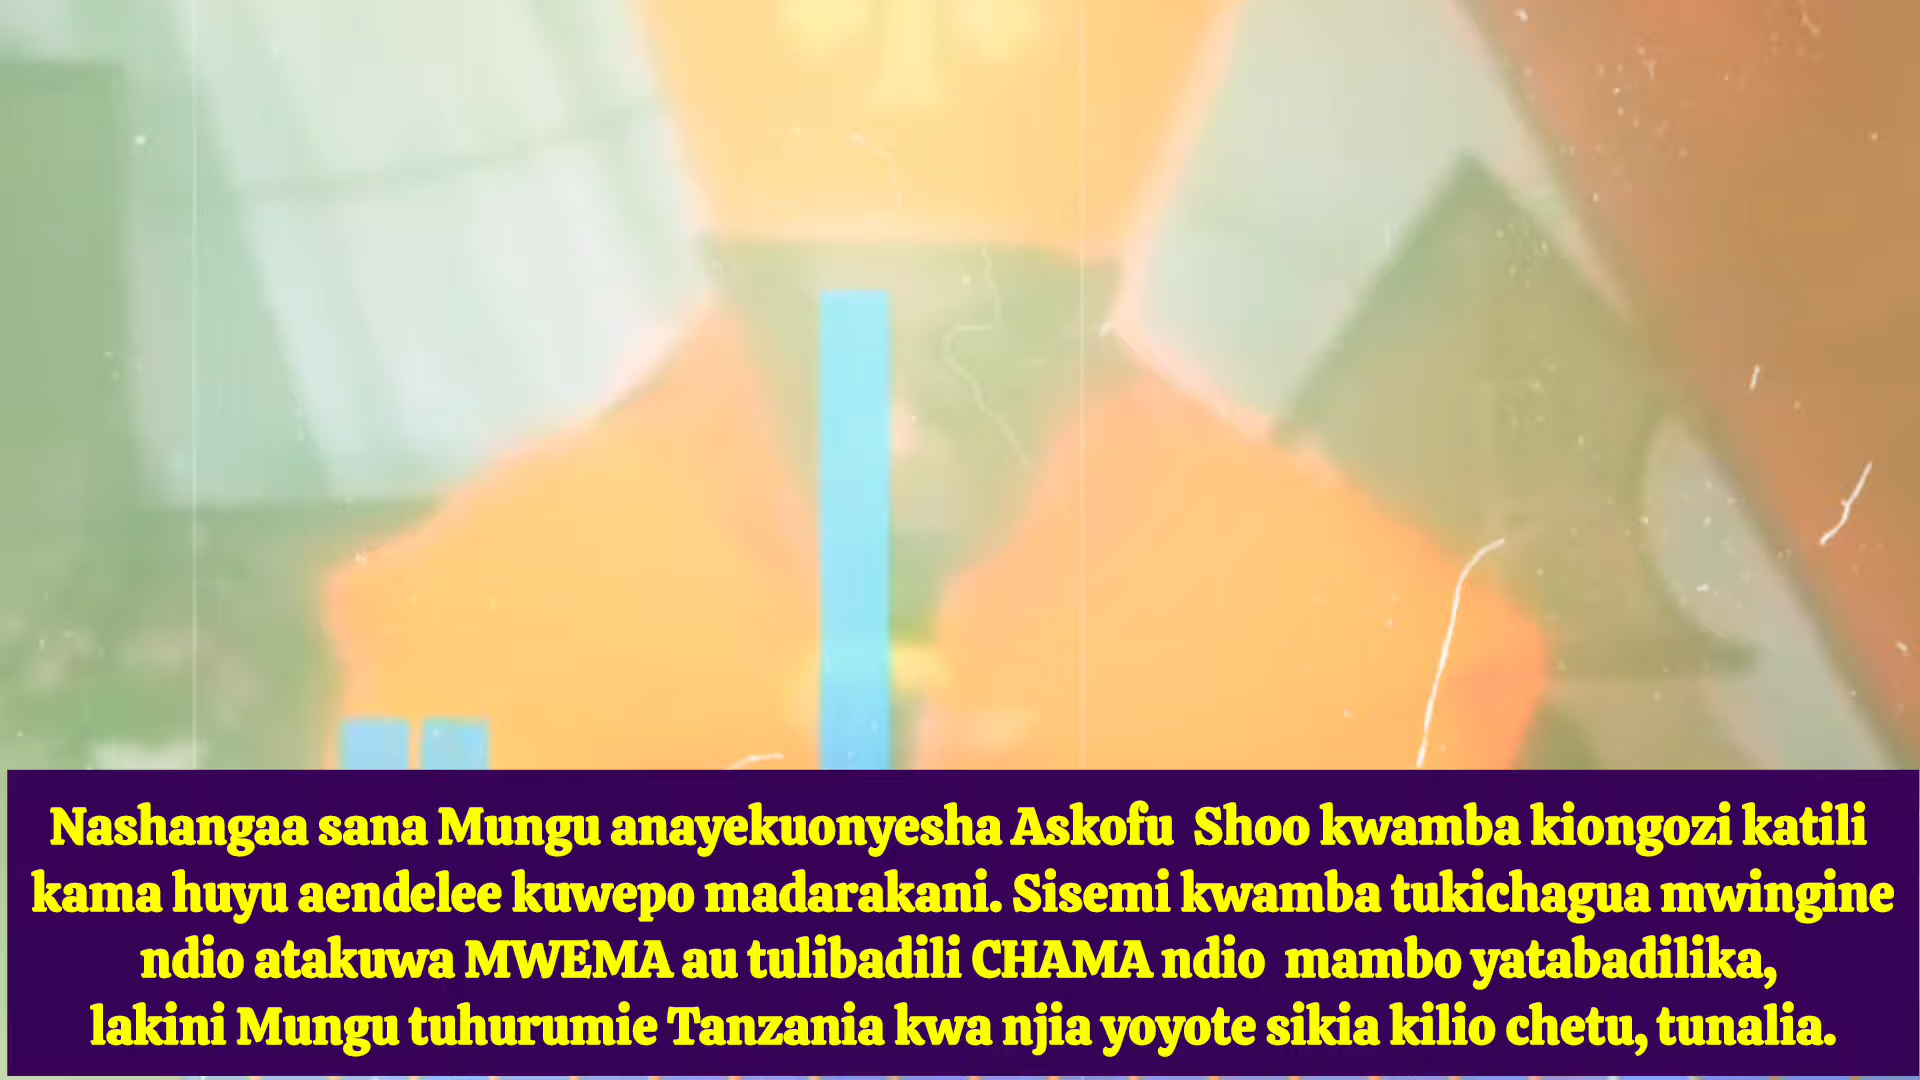 Nashangaa sana Mungu anayekuonyesha Askofu Shoo kwamba kiongozi katili
kama huyu aendelee kuwepo madarakani. Sisemi kwamba tukichagua mwingine
ndio atakuwa MWEMA au tulibadili CHAMA ndio mambo yatabadilika,
lakini Mungu tuhurumie Tanzania kwa njia yoyote sikia kilio chetu, tunalia.